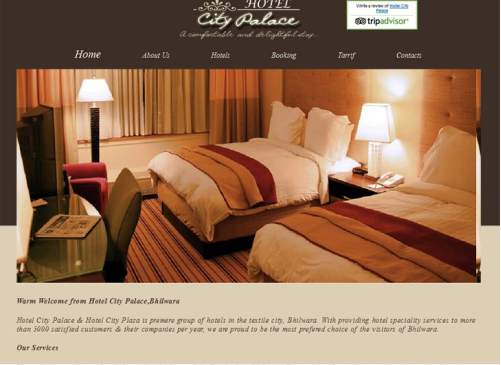 HOTEL
City Palace
A comfortable and delightful stay..
Write a review of Hotel City
Palace
tripadvisor
Home About Us Hotels Booking Tarrif Contacts
Warm Welcome from Hotel City Palace,Bhilwara
Hotel City Palace & Hotel City Plaza is premere group of hotels in the textile city, Bhilwara. With providing hotel speciality services to more
than 5000 satisfied customers & their companies per year, we are proud to be the most prefered choice of the visitors of Bhilwara.
Our Services